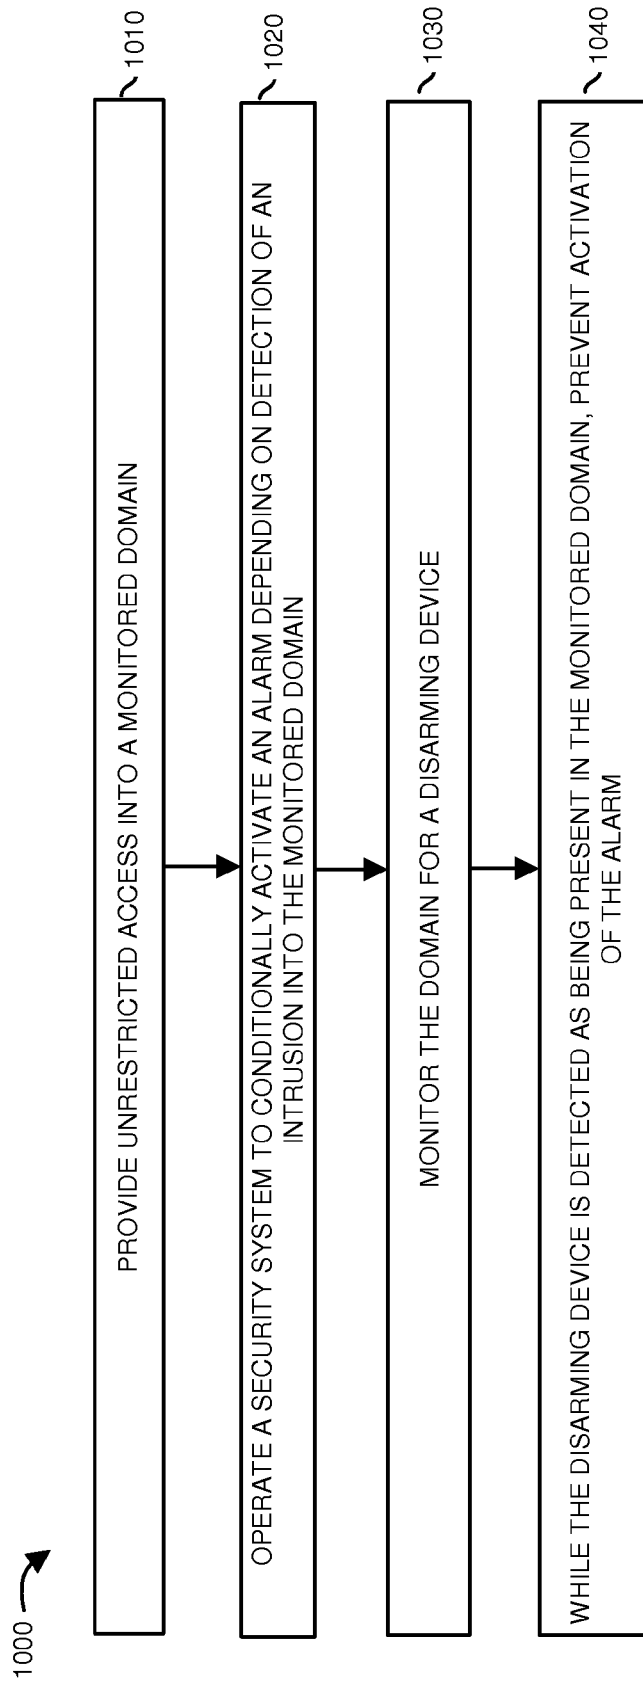 1000
PROVIDE UNRESTRICTED ACCESS INTO A MONITORED DOMAIN
1010
OPERATE A SECURITY SYSTEM TO CONDITIONALLY ACTIVATE AN ALARM DEPENDING ON DETECTION OF AN
INTRUSION INTO THE MONITORED DOMAIN
1020
MONITOR THE DOMAIN FOR A DISARMING DEVICE
1030
WHILE THE DISARMING DEVICE IS DETECTED AS BEING PRESENT IN THE MONITORED DOMAIN, PREVENT ACTIVATION
OF THE ALARM
1040